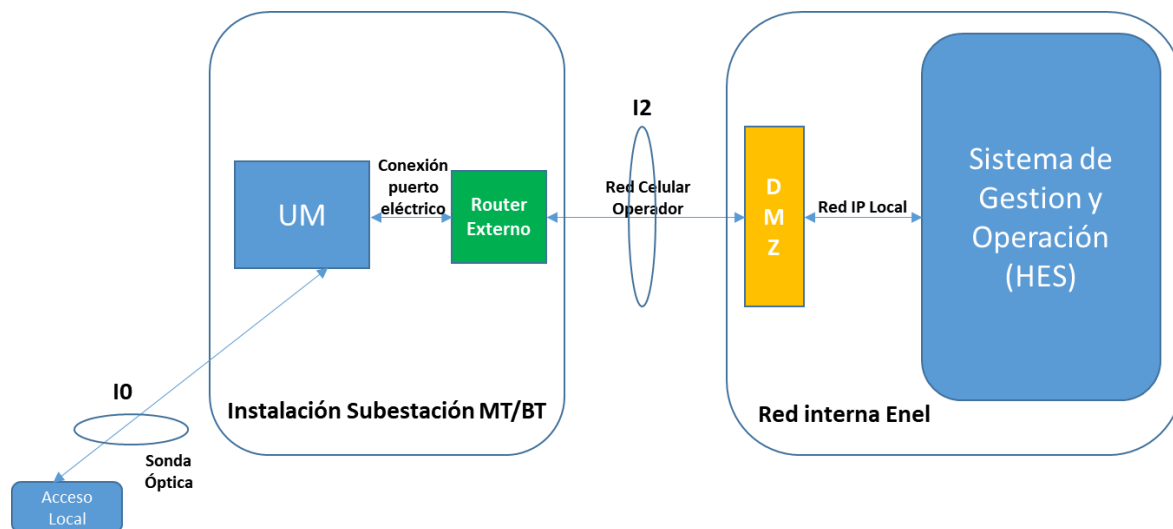 I2
Conexión
puerto
eléctrico
UM
Router
Externo
Red Celular
Operador
D
M
Z
Red IP Local
Sistema de
Gestion y
Operación
(HES)
I0
Instalación Subestación MT/BT
Red interna Enel
Sonda
Óptica
Acceso
Local